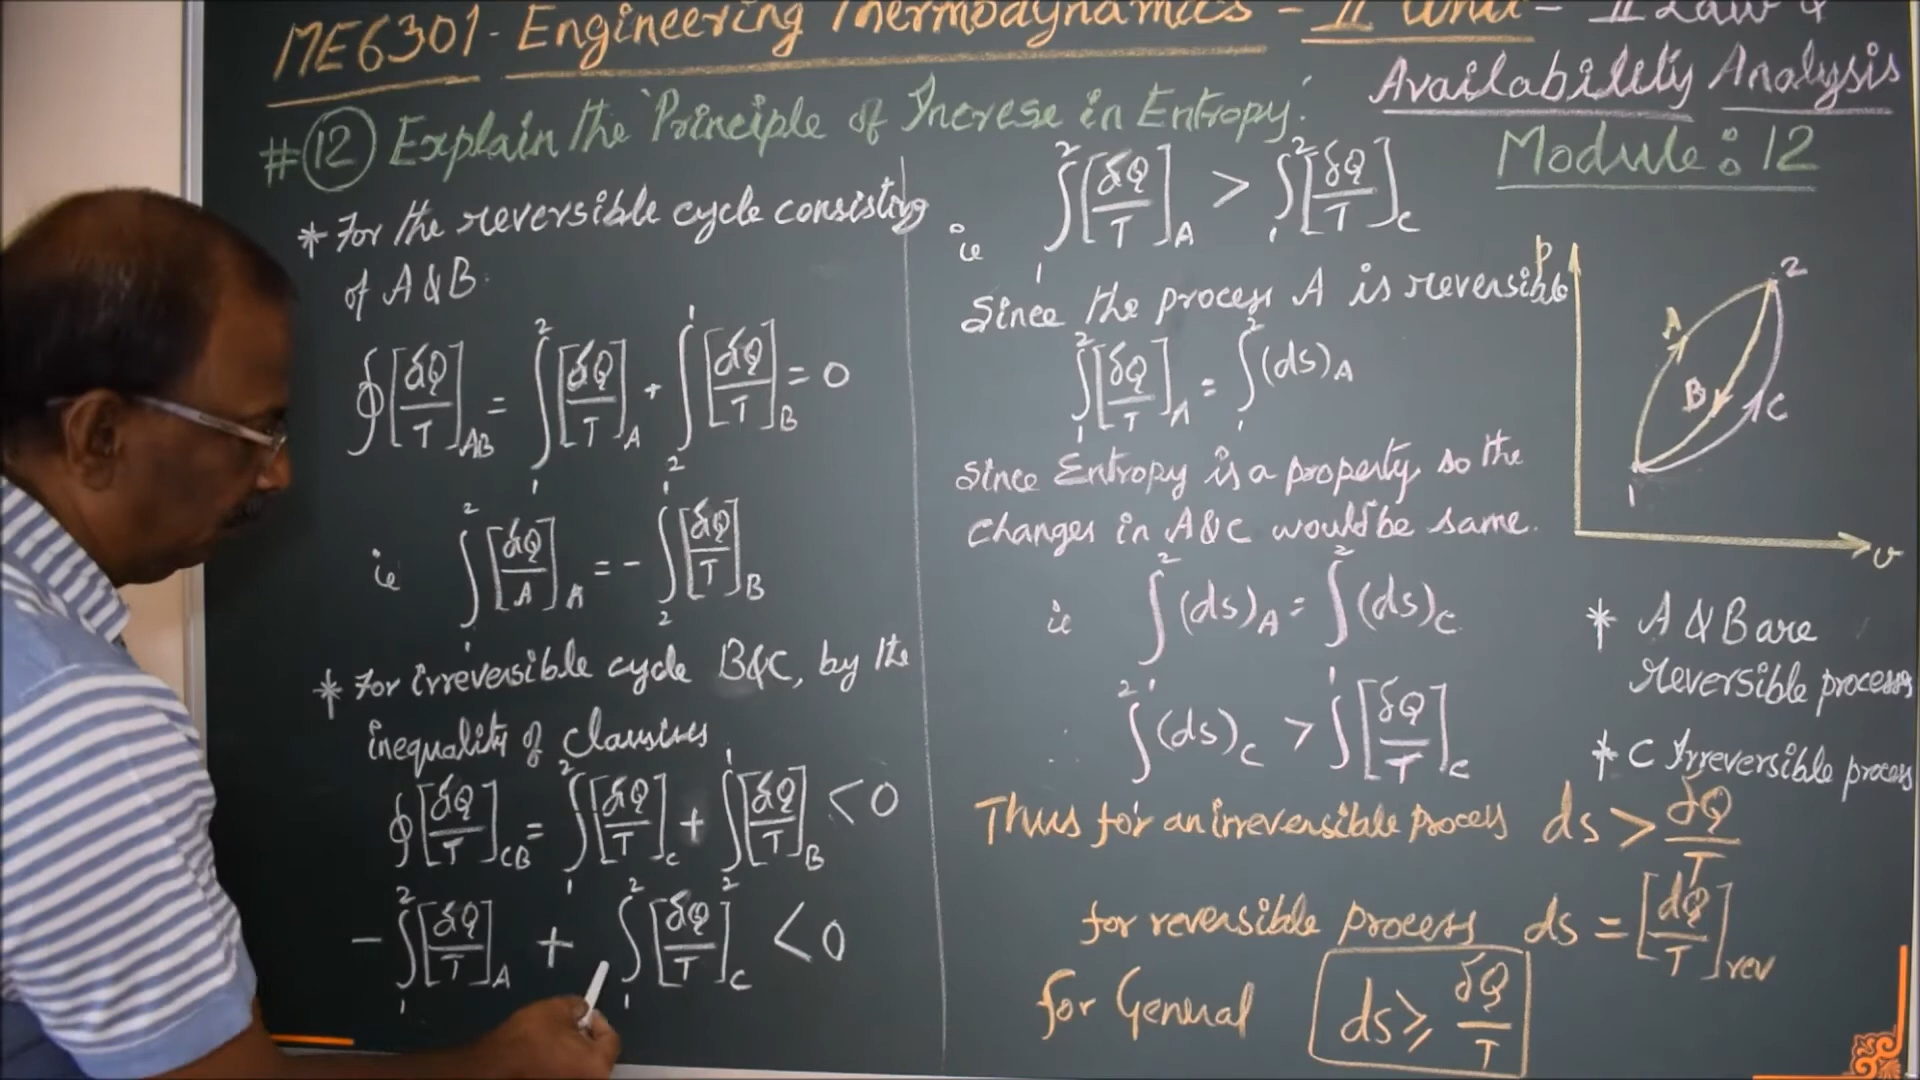 ME6301 - Engineering Thermodynamics - II Unit - II Law &
Availability Analysis
#12 Explain the "Principle of Increse in Entropy."
Module : 12
* For the reversible cycle consisting
of A & B.
∮[δQ/T]AB = ∫₁²[δQ/T]A + ∫₂¹[δQ/T]B = 0
ie ∫₁²[δQ/A]A = - ∫₂¹[δQ/T]B
* For irreversible cycle B&C, by the
inequality of Clausius
∮[δQ/T]CB = ∫₁²[δQ/T]C + ∫₂¹[δQ/T]B < 0
- ∫₁²[δQ/T]A + ∫₁²[δQ/T]C < 0
ie ∫₁²[δQ/T]A > ∫₁²[δQ/T]C
Since the process A is reversible
∫₁²[δQ/T]A = ∫₁²(ds)A
Since Entropy is a property so the
Changes in A&C would be same.
ie ∫₁²(ds)A = ∫₁²(ds)C
∴ ∫₁²(ds)C > ∫₁[δQ/T]C
Thus for an irreversible process ds > δQ/T
for reversible process ds = [dQ/T]rev
for General ds ≥ δQ/T
p
2
A
B
C
1
v
* A & B are
reversible processes
* C Irreversible process